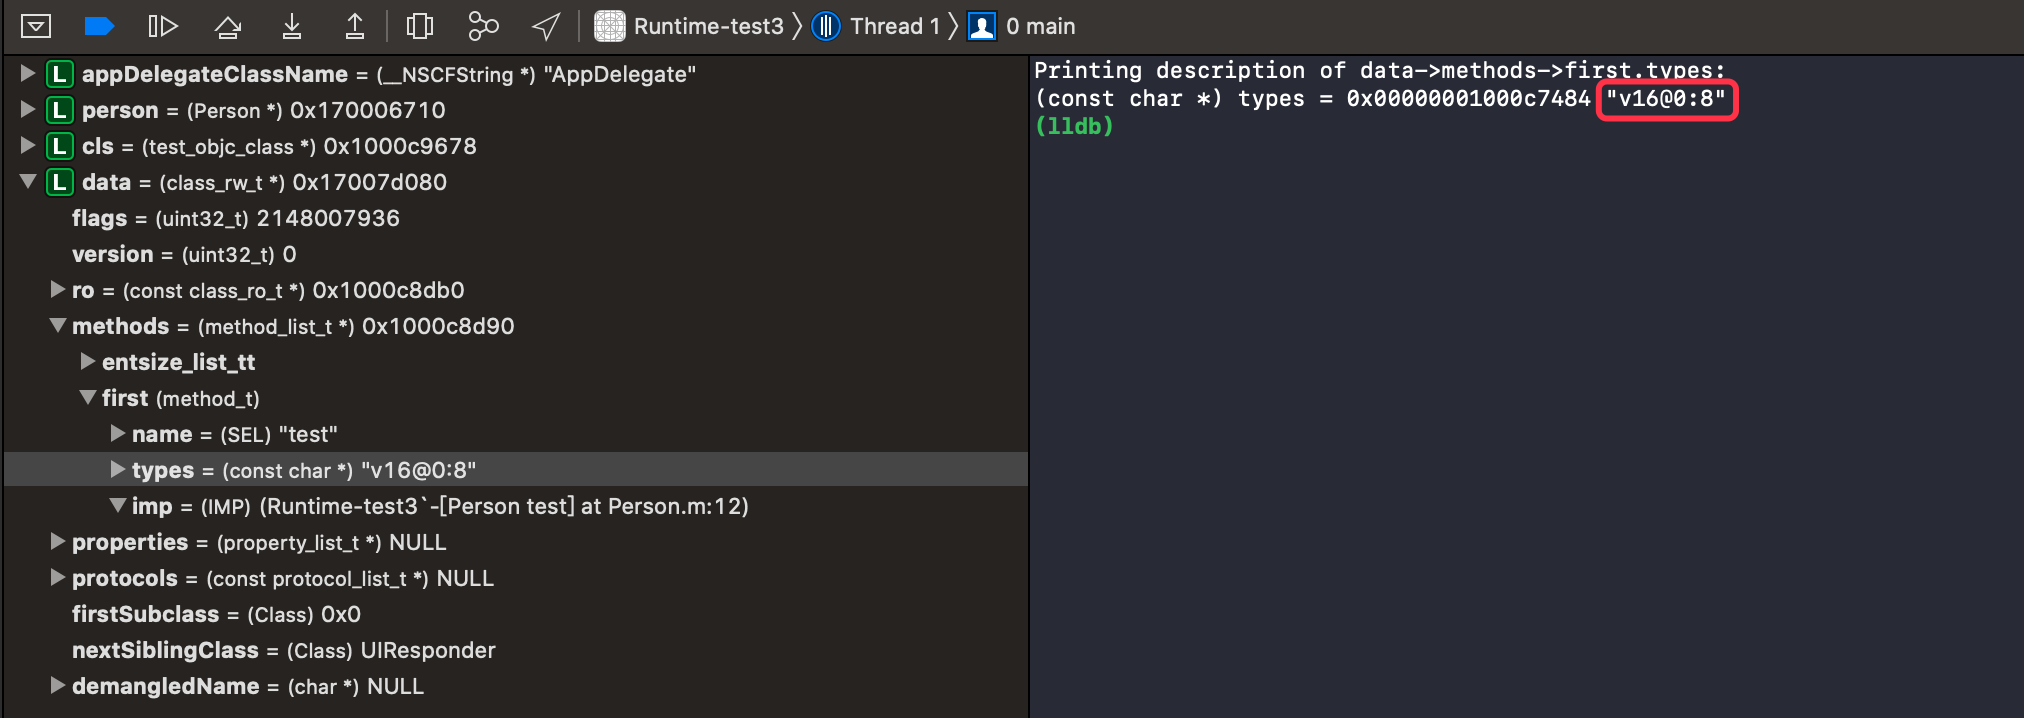 Runtime-test3 Thread 1 0 main
L appDelegateClassName = (__NSCFString *) "AppDelegate"
L person = (Person *) 0x170006710
L cls = (test_objc_class *) 0x1000c9678
L data = (class_rw_t *) 0x17007d080
flags = (uint32_t) 2148007936
version = (uint32_t) 0
ro = (const class_ro_t *) 0x1000c8db0
methods = (method_list_t *) 0x1000c8d90
entsize_list_tt
first (method_t)
name = (SEL) "test"
types = (const char *) "v16@0:8"
imp = (IMP) (Runtime-test3`-[Person test] at Person.m:12)
properties = (property_list_t *) NULL
protocols = (const protocol_list_t *) NULL
firstSubclass = (Class) 0x0
nextSiblingClass = (Class) UIResponder
demangledName = (char *) NULL
Printing description of data->methods->first.types:
(const char *) types = 0x00000001000c7484 "v16@0:8"
(lldb)